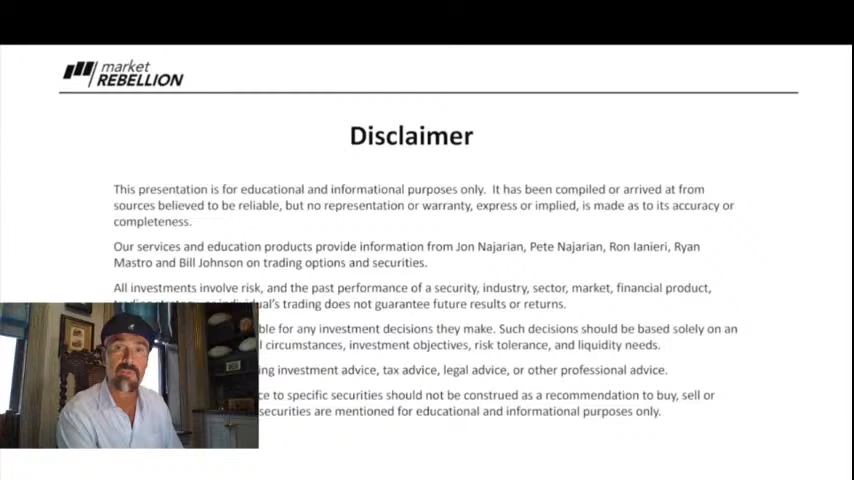 market
REBELLION
Disclaimer
This presentation is for educational and informational purposes only. It has been compiled or arrived at from
sources believed to be reliable, but no representation or warranty, express or implied, is made as to its accuracy or
completeness.
Our services and education products provide information from Jon Najarian, Pete Najarian, Ron Ianieri, Ryan
Mastro and Bill Johnson on trading options and securities.
All investments involve risk, and the past performance of a security, industry, sector, market, financial product,
trading does not guarantee future results or returns.
for any investment decisions they make. Such decisions should be based solely on an
circumstances, investment objectives, risk tolerance, and liquidity needs.
investment advice, tax advice, legal advice, or other professional advice.
to specific securities should not be construed as a recommendation to buy, sell or
securities are mentioned for educational and informational purposes only.